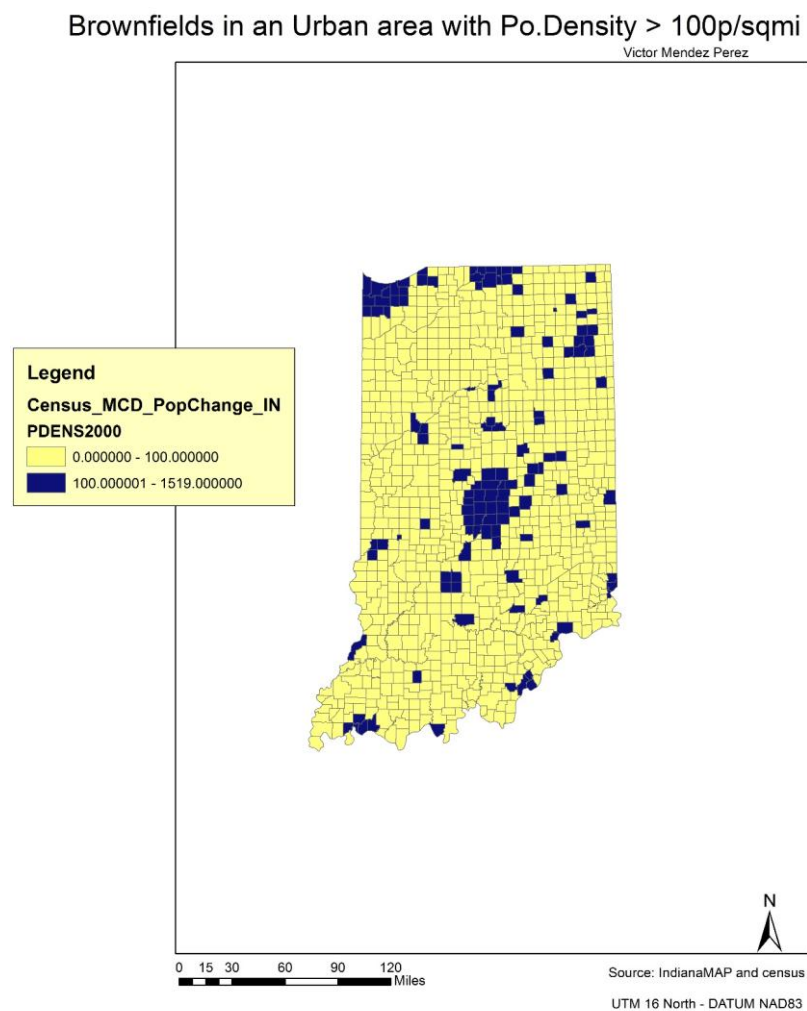 Brownfields in an Urban area with Po.Density > 100p/sqmi
Victor Mendez Perez
Legend
Census_MCD_PopChange_IN
PDENS2000
0.000000 - 100.000000
100.000001 - 1519.000000
N
0 15 30 60 90 120
Miles
Source: IndianaMAP and census
UTM 16 North - DATUM NAD83